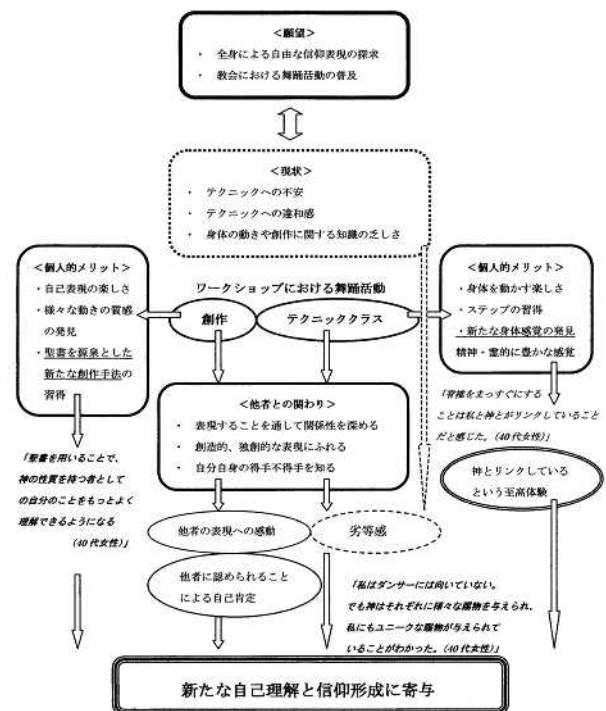 <願望>
・ 全身による自由な信仰表現の探求
・ 教会における舞踊活動の普及
<現状>
・ テクニックへの不安
・ テクニックへの違和感
・ 身体の動きや創作に関する知識の乏しさ
<個人的メリット>
・自己表現の楽しさ
・様々な動きの質感
の発見
・聖書を源泉とした
新たな創作手法の
習得
ワークショップにおける舞踊活動
創作
テクニッククラス
<個人的メリット>
・身体を動かす楽しさ
・ステップの習得
・新たな身体感覚の発見
精神・霊的に豊かな感覚
<他者との関わり>
・ 表現することを通して関係性を深める
・ 創造的、独創的な表現にふれる
・ 自分自身の得手不得手を知る
「背椎をまっすぐにする
ことは私と神とがリンクしていること
だと感じた。(40代女性)」
「聖書を用いることで、
神の性質を持つ者として
の自分のことをもっとよく
理解できるようになる
(40代女性)」
神とリンクしている
という至高体験
他者の表現への感動
劣等感
他者に認められること
による自己肯定
「私はダンサーには向いていない。
でも神はそれぞれに様々な賜物を与えられ、
私にもユニークな賜物が与えられて
いることがわかった。(40代女性)」
新たな自己理解と信仰形成に寄与